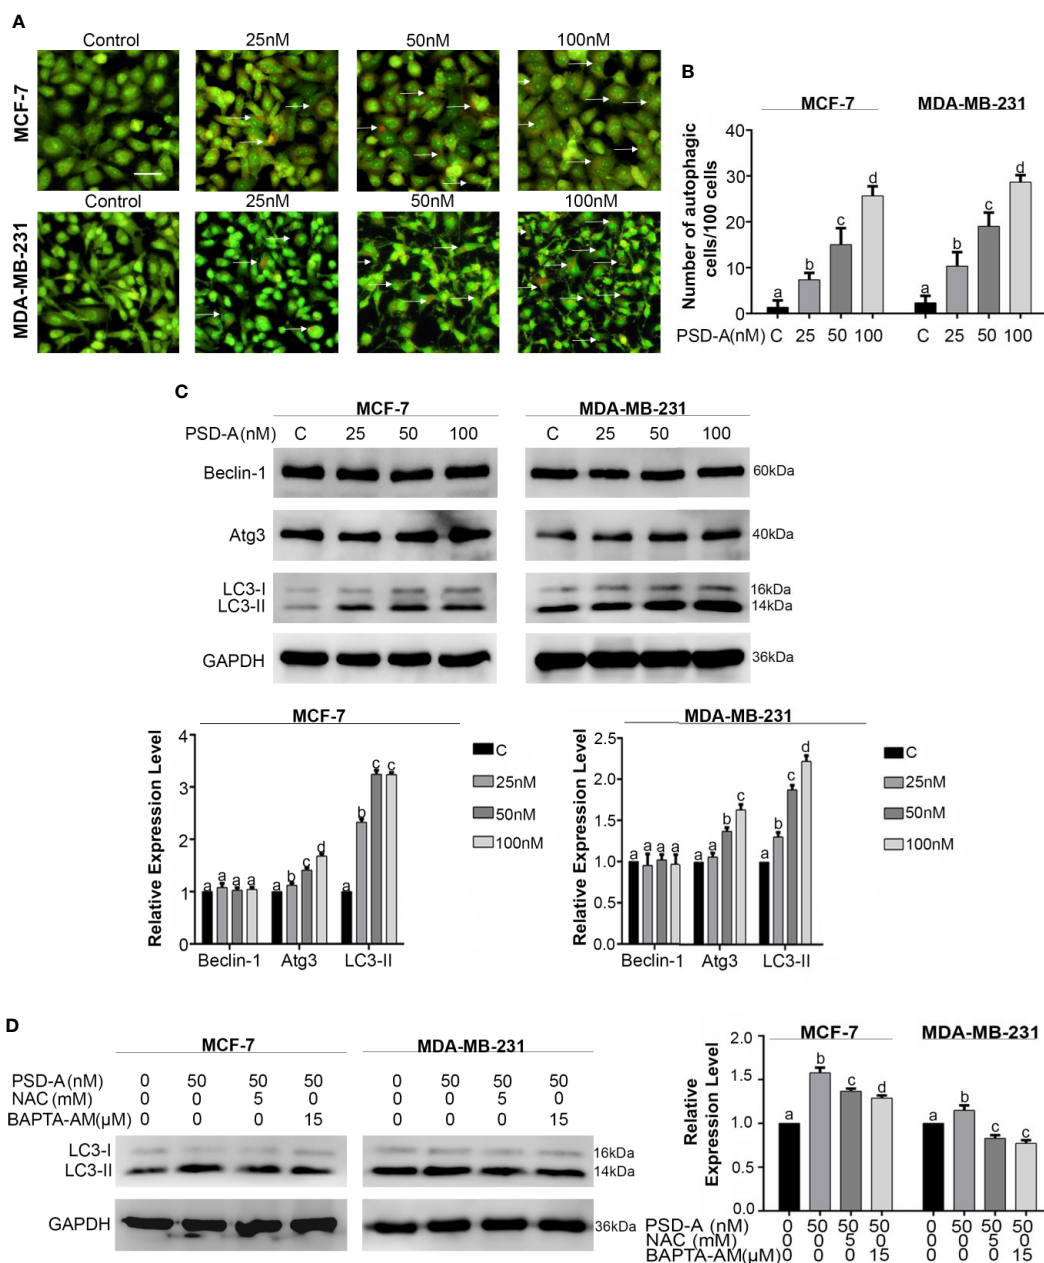 A
Control 25nM 50nM 100nM
MCF-7
Control 25nM 50nM 100nM
MDA-MB-231
B
MCF-7 MDA-MB-231
Number of autophagic
cells/100 cells
40
30
20
10
0
a b c d a b c d
PSD-A(nM) C 25 50 100 C 25 50 100
C
MCF-7 MDA-MB-231
PSD-A(nM) C 25 50 100 C 25 50 100
Beclin-1 60kDa
Atg3 40kDa
LC3-I 16kDa
LC3-II 14kDa
GAPDH 36kDa
MCF-7
Relative Expression Level
4
3
2
1
0
a a a a a b c d a b c c
Beclin-1 Atg3 LC3-II
C
25nM
50nM
100nM
MDA-MB-231
Relative Expression Level
2.5
2.0
1.5
1.0
0.5
0.0
a a a a a a b c a b c d
Beclin-1 Atg3 LC3-II
C
25nM
50nM
100nM
D
MCF-7 MDA-MB-231
PSD-A (nM) 0 50 50 50 0 50 50 50
NAC (mM) 0 0 5 0 0 0 5 0
BAPTA-AM(µM) 0 0 0 15 0 0 0 15
LC3-I 16kDa
LC3-II 14kDa
GAPDH 36kDa
MCF-7 MDA-MB-231
Relative
Expression Level
2.0
1.5
1.0
0.5
0.0
a b c d a b c c
PSD-A (nM) 0 50 50 50 0 50 50 50
NAC (mM) 0 0 5 0 0 0 5 0
BAPTA-AM(µM) 0 0 0 15 0 0 0 15